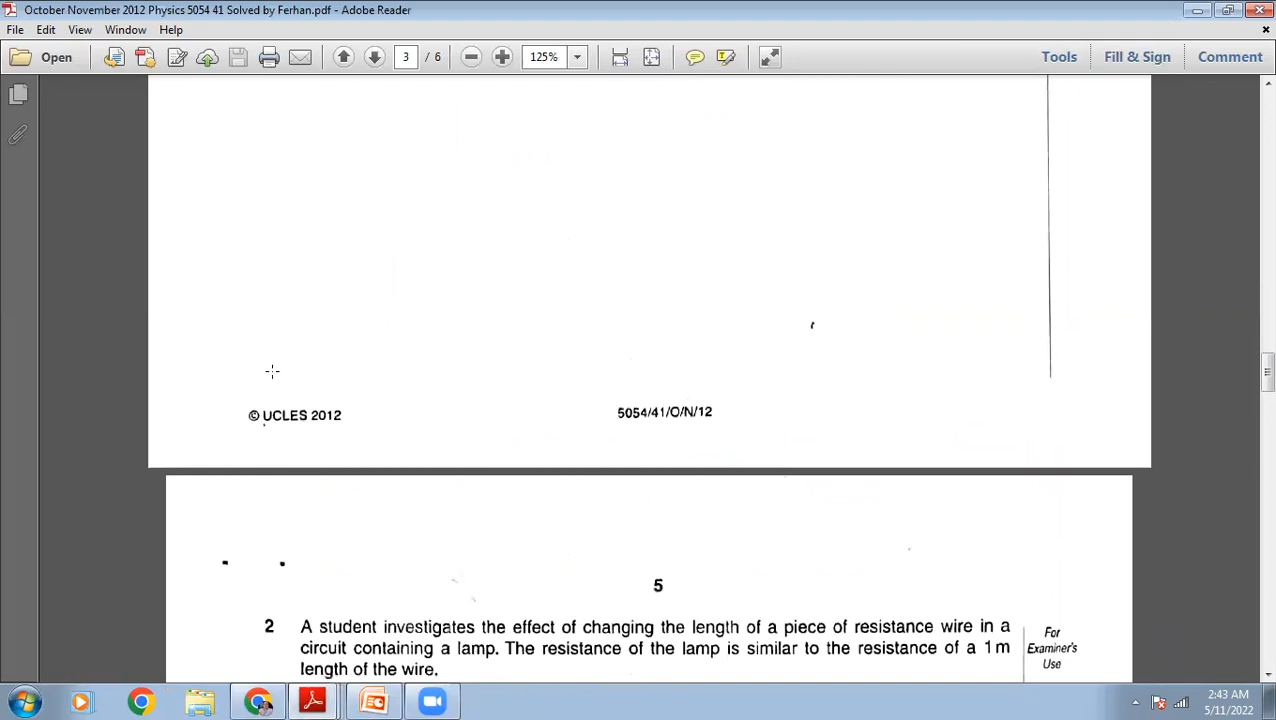 October November 2012 Physics 5054 41 Solved by Ferhan.pdf - Adobe Reader
File Edit View Window Help
Open 3 / 6 125% Tools Fill & Sign Comment
© UCLES 2012
5054/41/O/N/12
5
2 A student investigates the effect of changing the length of a piece of resistance wire in a
circuit containing a lamp. The resistance of the lamp is similar to the resistance of a 1 m
length of the wire.
For
Examiner's
Use
2:43 AM
5/11/2022